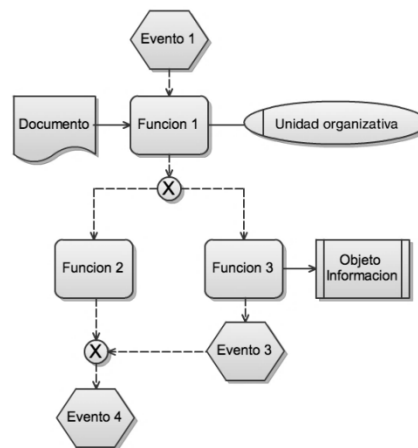 Evento 1
Documento
Funcion 1
Unidad organizativa
X
Funcion 2
Funcion 3
Objeto
Informacion
X
Evento 3
Evento 4